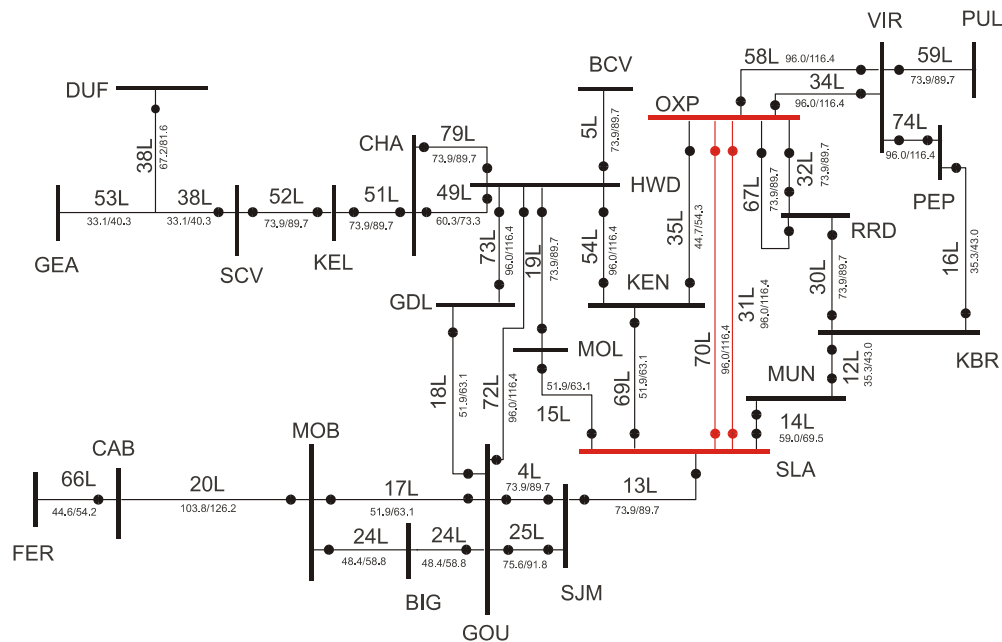 VIR
PUL
58L
96.0/116.4
59L
73.9/89.7
34L
96.0/116.4
BCV
OXP
DUF
74L
96.0/116.4
38L
67.2/81.6
CHA
79L
73.9/89.7
5L
73.9/89.7
HWD
35L
44.7/54.3
67L
73.9/89.7
32L
73.9/89.7
PEP
53L
33.1/40.3
38L
33.1/40.3
52L
73.9/89.7
51L
73.9/89.7
49L
60.3/73.3
73L
96.0/116.4
19L
73.9/89.7
54L
96.0/116.4
RRD
16L
35.3/43.0
GEA
SCV
KEL
GDL
KEN
70L
96.0/116.4
31L
96.0/116.4
30L
73.9/89.7
KBR
MOL
MUN
12L
35.3/43.0
18L
51.9/63.1
72L
96.0/116.4
51.9/63.1
15L
69L
51.9/63.1
14L
59.0/69.5
SLA
CAB
MOB
66L
44.6/54.2
20L
103.8/126.2
17L
51.9/63.1
4L
73.9/89.7
13L
73.9/89.7
FER
24L
48.4/58.8
24L
48.4/58.8
25L
75.6/91.8
BIG
SJM
GOU